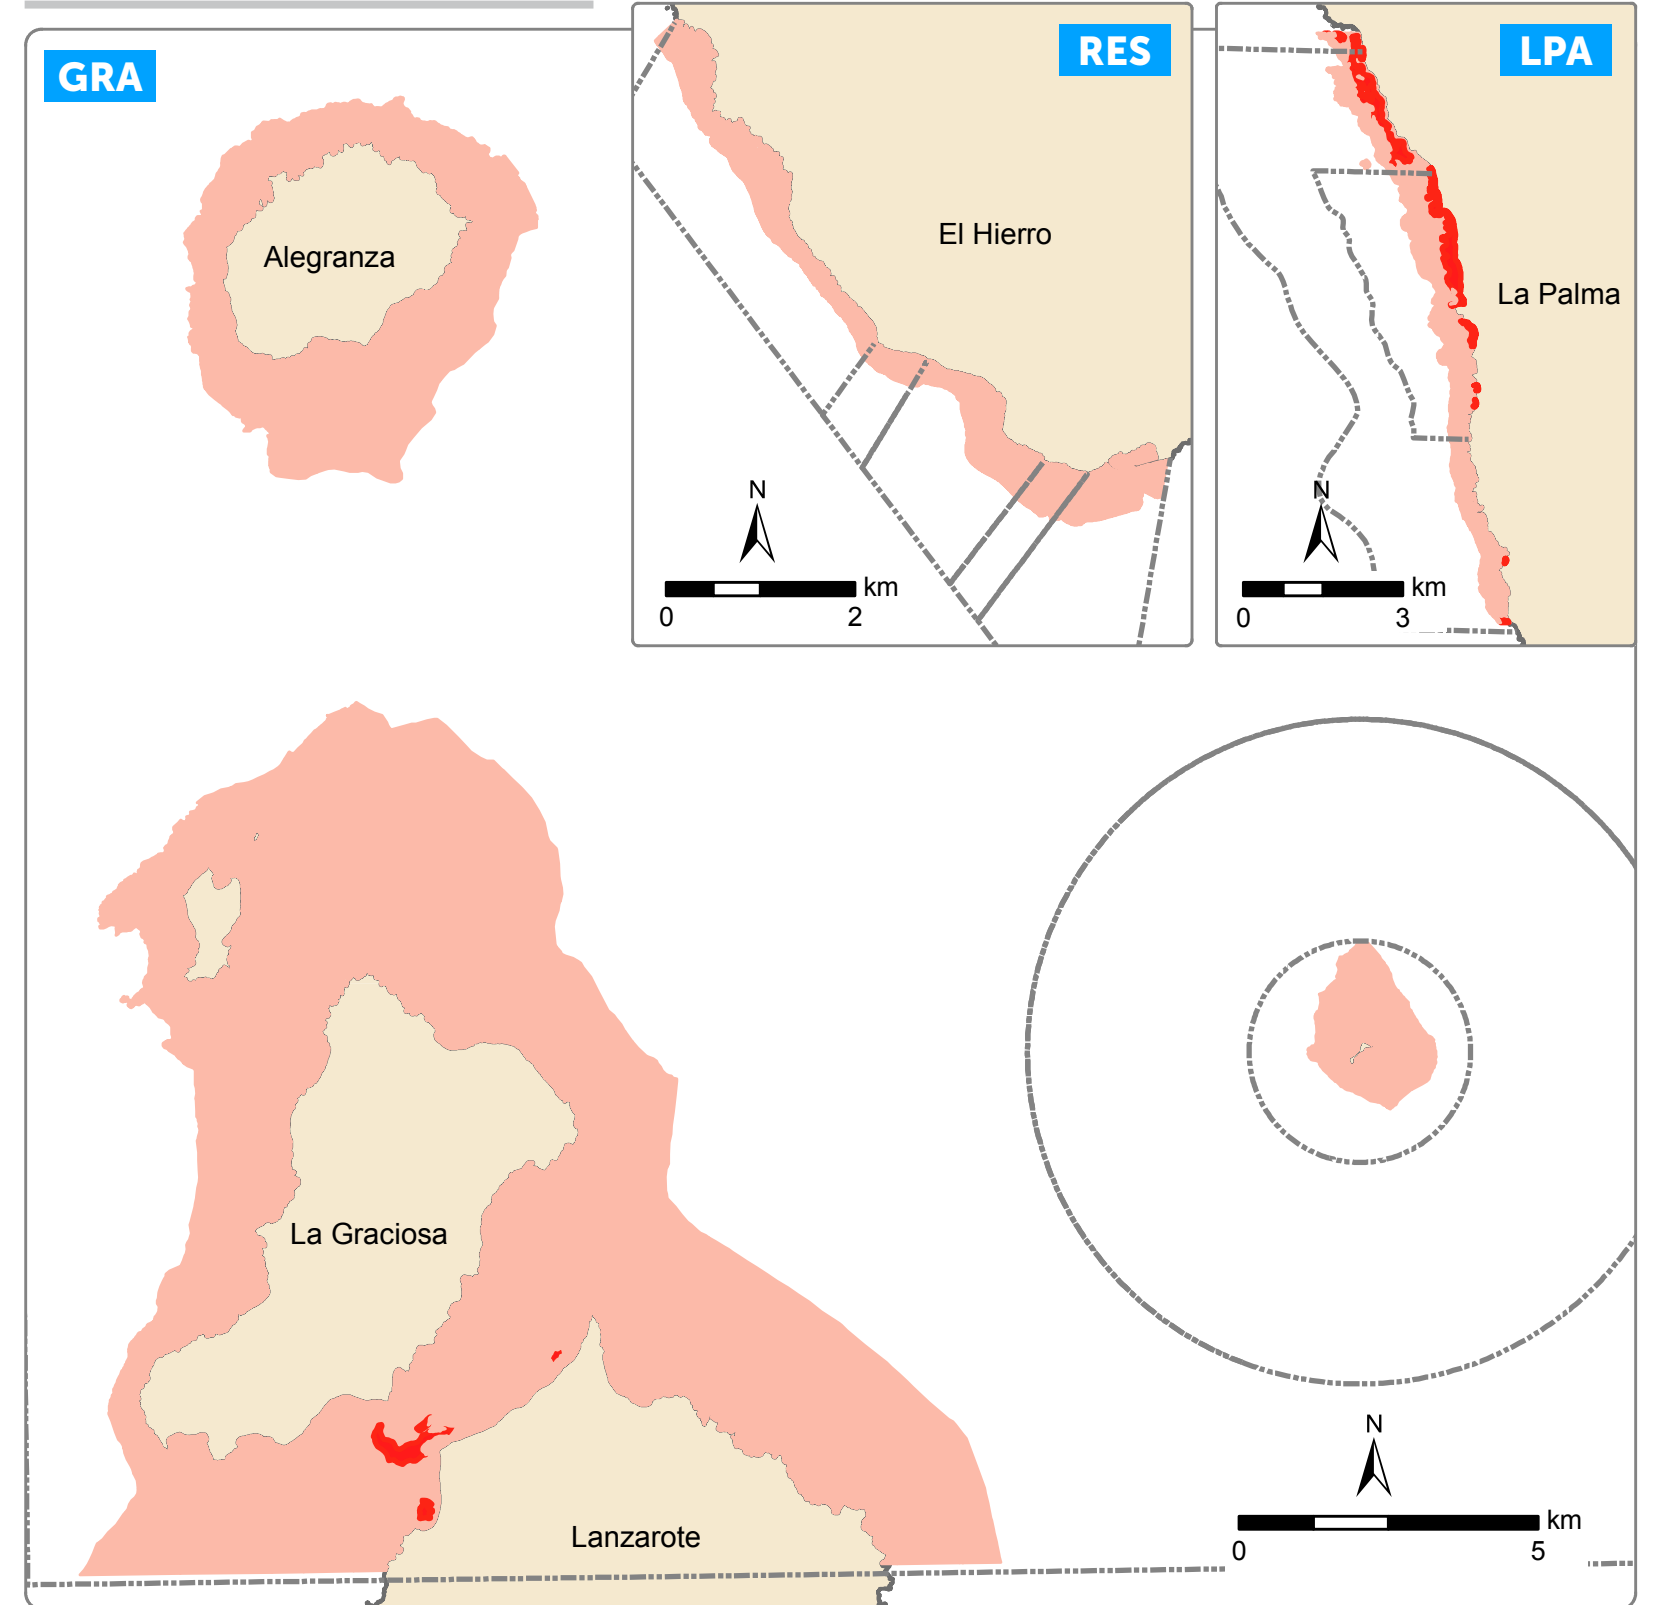 GRA
RES
LPA
Alegranza
El Hierro
La Palma
N
km
0 2
N
km
0 3
La Graciosa
Lanzarote
N
km
0 5